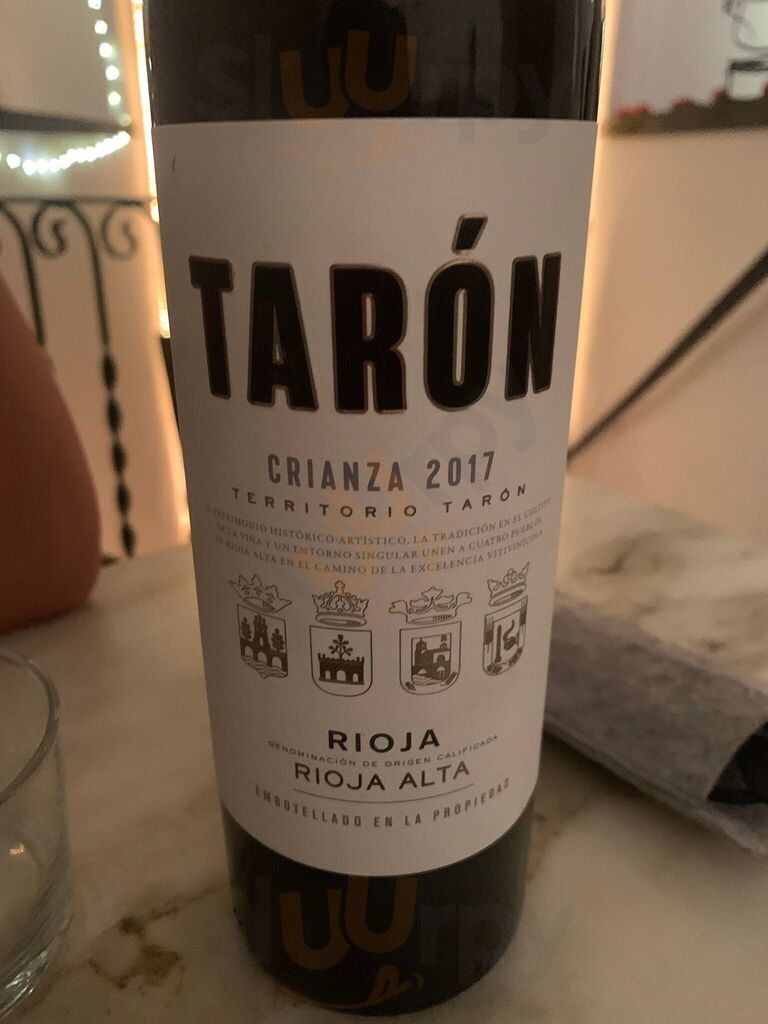 sluurpy
TARÓN
CRIANZA 2017
TERRITORIO TARÓN
EL PATRIMONIO HISTÓRICO-ARTÍSTICO, LA TRADICIÓN EN EL CULTIVO
DE LA VIÑA Y UN ENTORNO SINGULAR UNEN A CUATRO PUEBLOS
DE RIOJA ALTA EN EL CAMINO DE LA EXCELENCIA VITIVINÍCOLA
RIOJA
DENOMINACIÓN DE ORIGEN CALIFICADA
RIOJA ALTA
EMBOTELLADO EN LA PROPIEDAD
sluurpy